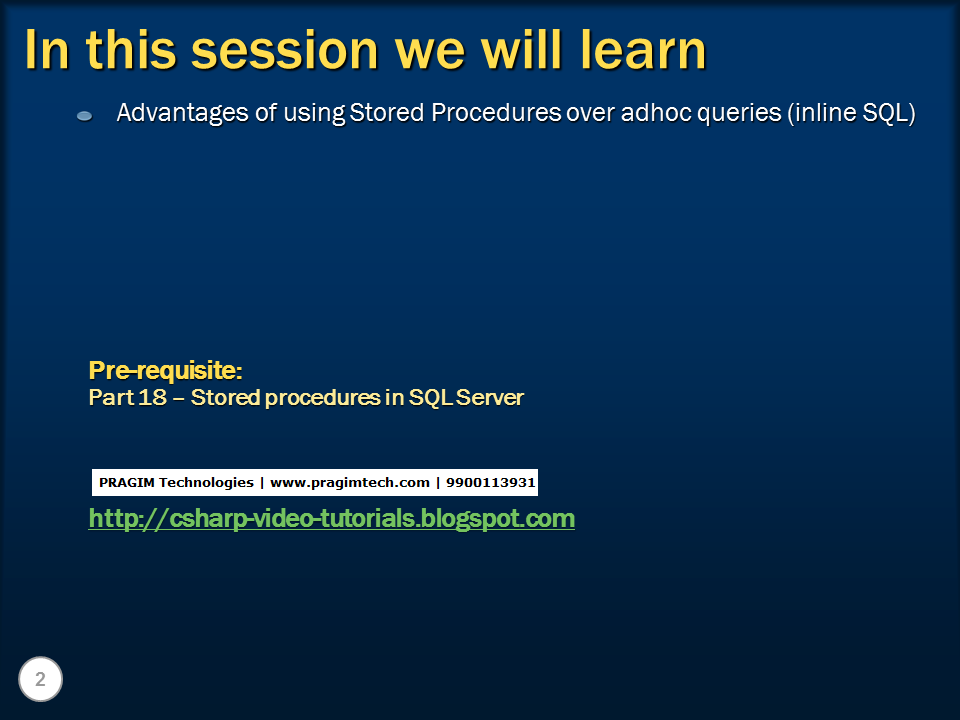 In this session we will learn
Advantages of using Stored Procedures over adhoc queries (inline SQL)
Pre-requisite:
Part 18 – Stored procedures in SQL Server
PRAGIM Technologies | www.pragimtech.com | 9900113931
http://csharp-video-tutorials.blogspot.com
2